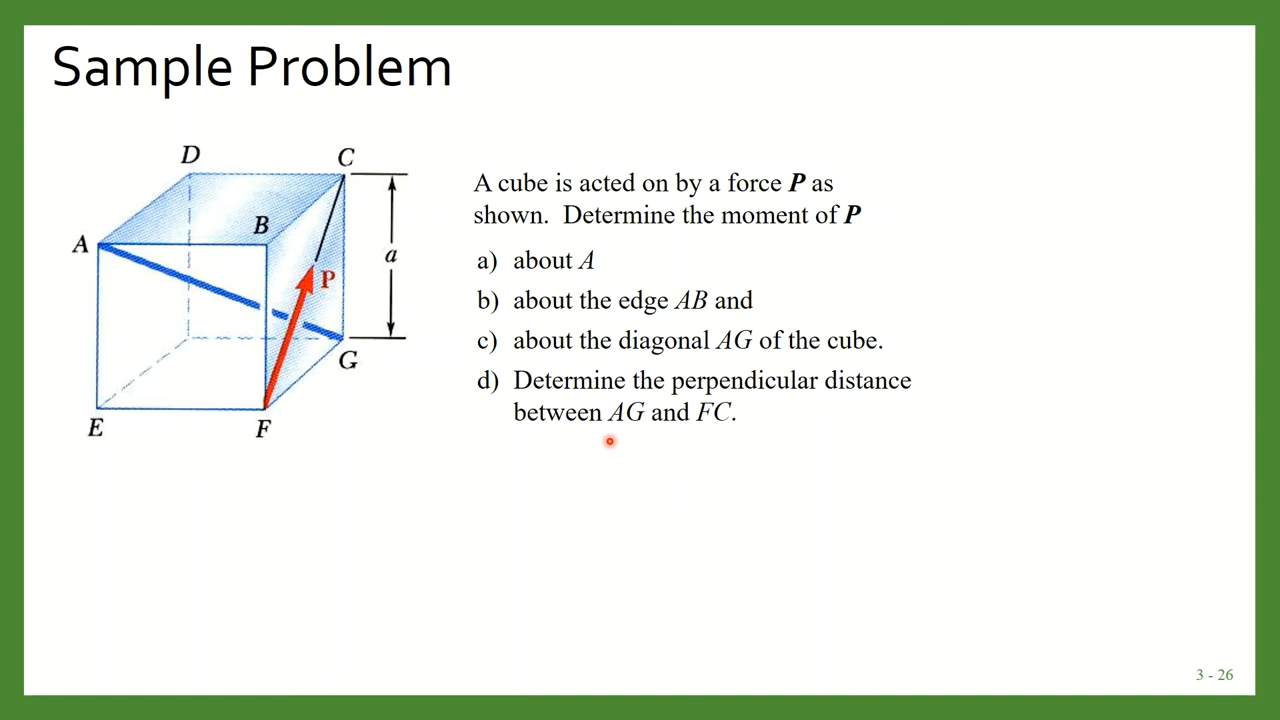 Sample Problem
D
C
A
B
a
P
G
E
F
A cube is acted on by a force P as
shown. Determine the moment of P
a) about A
b) about the edge AB and
c) about the diagonal AG of the cube.
d) Determine the perpendicular distance
between AG and FC.
3 - 26